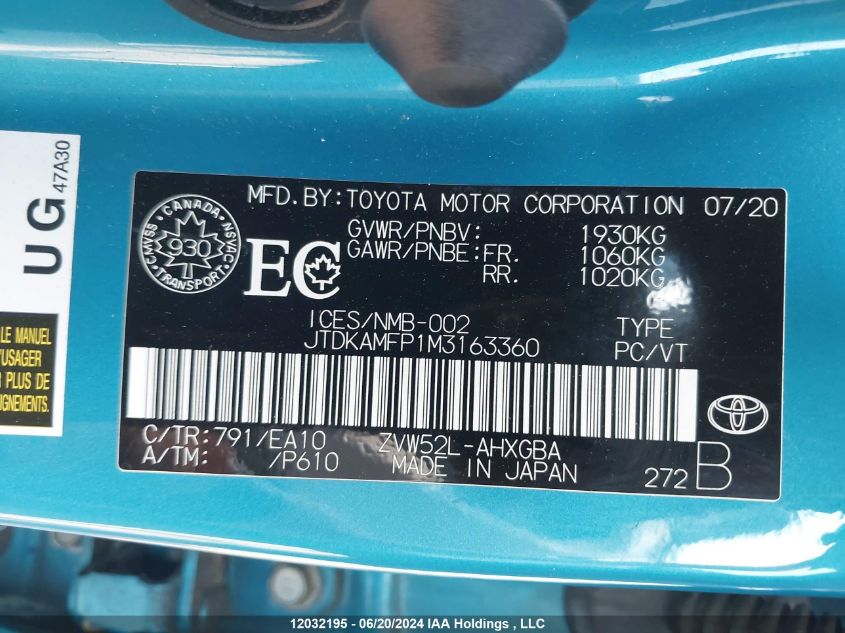 UG
47A30
LE MANUEL
L'USAGER
PLUS DE
IGNEMENTS.
CANADA
CMVSS
NSVAC
930
TRANSPORT
MFD.BY:TOYOTA MOTOR CORPORATION 07/20
GVWR/PNBV: 1930KG
GAWR/PNBE:FR. 1060KG
RR. 1020KG
EC
ICES/NMB-002 TYPE
JTDKAMFP1M3163360 PC/VT
C/TR:791/EA10 ZVW52L-AHXGBA
A/TM: /P610 MADE IN JAPAN
272 B
12032195 - 06/20/2024 IAA Holdings , LLC